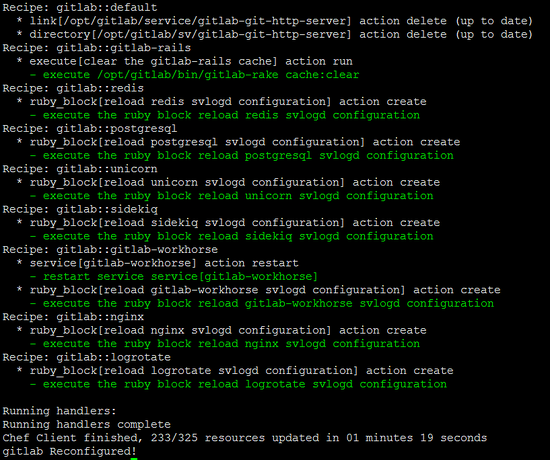 Recipe: gitlab::default
* link[/opt/gitlab/service/gitlab-git-http-server] action delete (up to date)
* directory[/opt/gitlab/sv/gitlab-git-http-server] action delete (up to date)
Recipe: gitlab::gitlab-rails
* execute[clear the gitlab-rails cache] action run
- execute /opt/gitlab/bin/gitlab-rake cache:clear
Recipe: gitlab::redis
* ruby_block[reload redis svlogd configuration] action create
- execute the ruby block reload redis svlogd configuration
Recipe: gitlab::postgresql
* ruby_block[reload postgresql svlogd configuration] action create
- execute the ruby block reload postgresql svlogd configuration
Recipe: gitlab::unicorn
* ruby_block[reload unicorn svlogd configuration] action create
- execute the ruby block reload unicorn svlogd configuration
Recipe: gitlab::sidekiq
* ruby_block[reload sidekiq svlogd configuration] action create
- execute the ruby block reload sidekiq svlogd configuration
Recipe: gitlab::gitlab-workhorse
* service[gitlab-workhorse] action restart
- restart service service[gitlab-workhorse]
* ruby_block[reload gitlab-workhorse svlogd configuration] action create
- execute the ruby block reload gitlab-workhorse svlogd configuration
Recipe: gitlab::nginx
* ruby_block[reload nginx svlogd configuration] action create
- execute the ruby block reload nginx svlogd configuration
Recipe: gitlab::logrotate
* ruby_block[reload logrotate svlogd configuration] action create
- execute the ruby block reload logrotate svlogd configuration
Running handlers:
Running handlers complete
Chef Client finished, 233/325 resources updated in 01 minutes 19 seconds
gitlab Reconfigured!